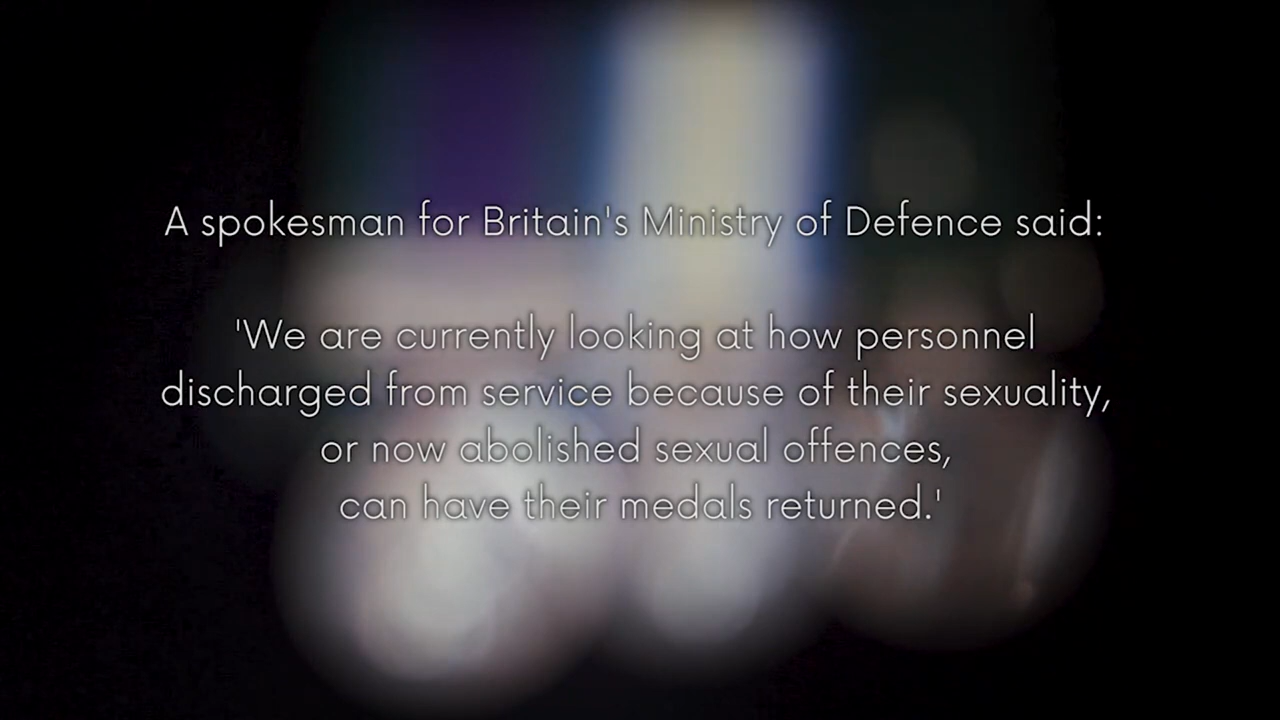 A spokesman for Britain's Ministry of Defence said:
'We are currently looking at how personnel
discharged from service because of their sexuality,
or now abolished sexual offences,
can have their medals returned.'